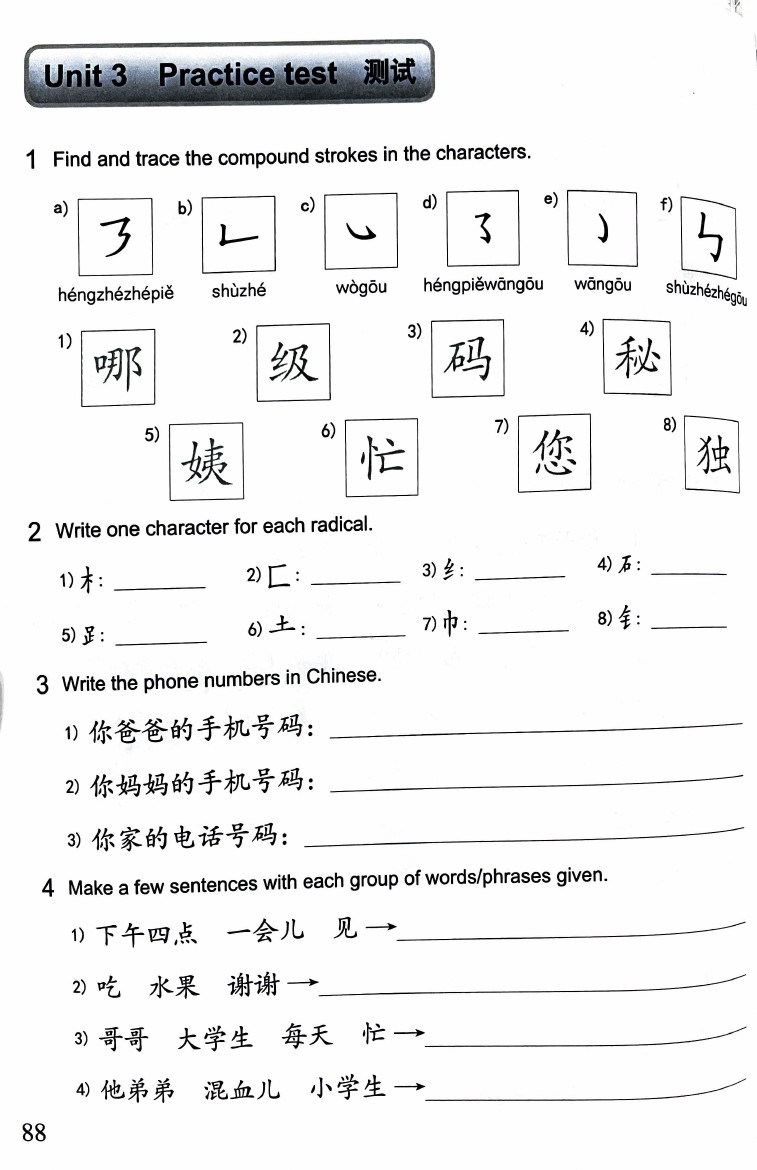 Unit 3 Practice test 测试
1 Find and trace the compound strokes in the characters.
a) ㇋ b) ㇗ c) ㇃ d) ㇌ e) ㇁ f) ㇉
héngzhézhépiě shùzhé wògōu héngpiěwāngōu wāngōu shùzhézhégōu
1) 哪 2) 级 3) 码 4) 秘
5) 姨 6) 忙 7) 您 8) 独
2 Write one character for each radical.
1) 木: 2) 匚: 3) 纟: 4) 石:
5) 𧾷: 6) 土: 7) 巾: 8) 钅:
3 Write the phone numbers in Chinese.
1) 你爸爸的手机号码:
2) 你妈妈的手机号码:
3) 你家的电话号码:
4 Make a few sentences with each group of words/phrases given.
1) 下午四点 一会儿 见 →
2) 吃 水果 谢谢 →
3) 哥哥 大学生 每天 忙 →
4) 他弟弟 混血儿 小学生 →
88